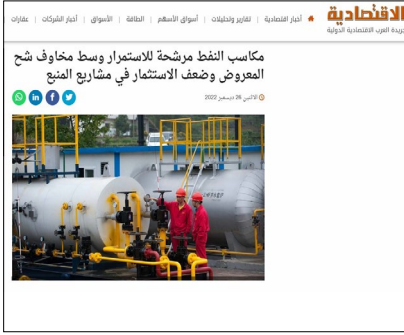 الاقتصادية
جريدة العرب الاقتصادية الدولية
أخبار اقتصادية | تقارير وتحليلات | أسواق الأسهم | الطاقة | الأسواق | أخبار الشركات | عقارات
مكاسب النفط مرشحة للاستمرار وسط مخاوف شح
المعروض وضعف الاستثمار في مشاريع المنبع
الاثنين 26 ديسمبر 2022